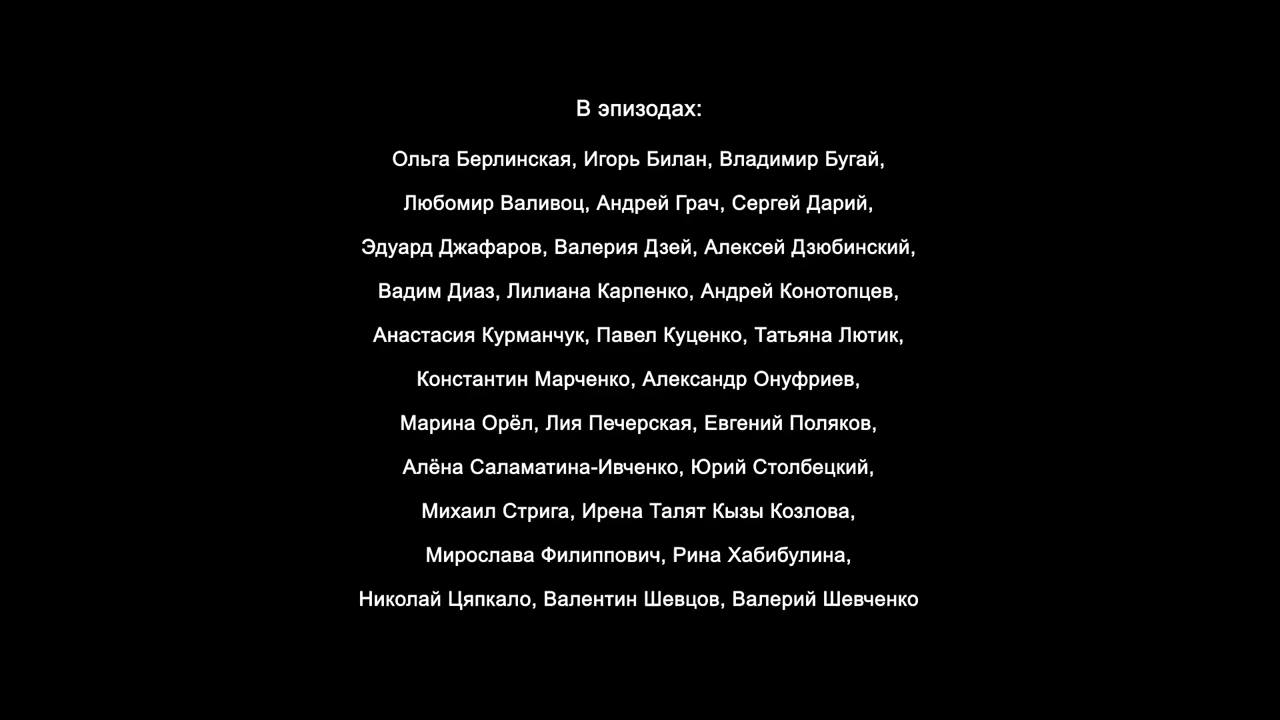 В эпизодах:
Ольга Берлинская, Игорь Билан, Владимир Бугай,
Любомир Валивоц, Андрей Грач, Сергей Дарий,
Эдуард Джафаров, Валерия Дзей, Алексей Дзюбинский,
Вадим Диаз, Лилиана Карпенко, Андрей Конотопцев,
Анастасия Курманчук, Павел Куценко, Татьяна Лютик,
Константин Марченко, Александр Онуфриев,
Марина Орёл, Лия Печерская, Евгений Поляков,
Алёна Саламатина-Ивченко, Юрий Столбецкий,
Михаил Стрига, Ирена Талят Кызы Козлова,
Мирослава Филиппович, Рина Хабибулина,
Николай Цяпкало, Валентин Шевцов, Валерий Шевченко